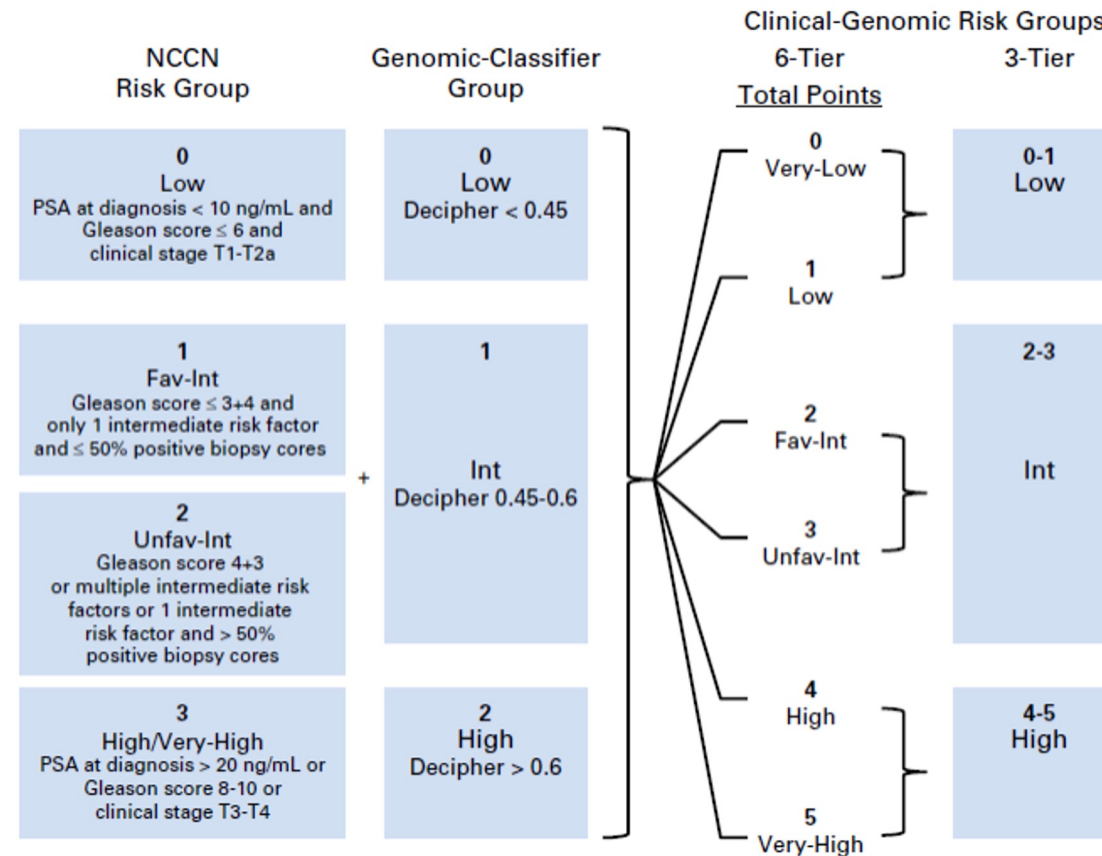 Clinical-Genomic Risk Groups
NCCN
Risk Group
Genomic-Classifier
Group
6-Tier
Total Points
3-Tier
0
Low
PSA at diagnosis < 10 ng/mL and
Gleason score ≤ 6 and
clinical stage T1-T2a
1
Fav-Int
Gleason score ≤ 3+4 and
only 1 intermediate risk factor
and ≤ 50% positive biopsy cores
2
Unfav-Int
Gleason score 4+3
or multiple intermediate risk
factors or 1 intermediate
risk factor and > 50%
positive biopsy cores
3
High/Very-High
PSA at diagnosis > 20 ng/mL or
Gleason score 8-10 or
clinical stage T3-T4
+
0
Low
Decipher < 0.45
1
Int
Decipher 0.45-0.6
2
High
Decipher > 0.6
0
Very-Low
1
Low
2
Fav-Int
3
Unfav-Int
4
High
5
Very-High
0-1
Low
2-3
Int
4-5
High